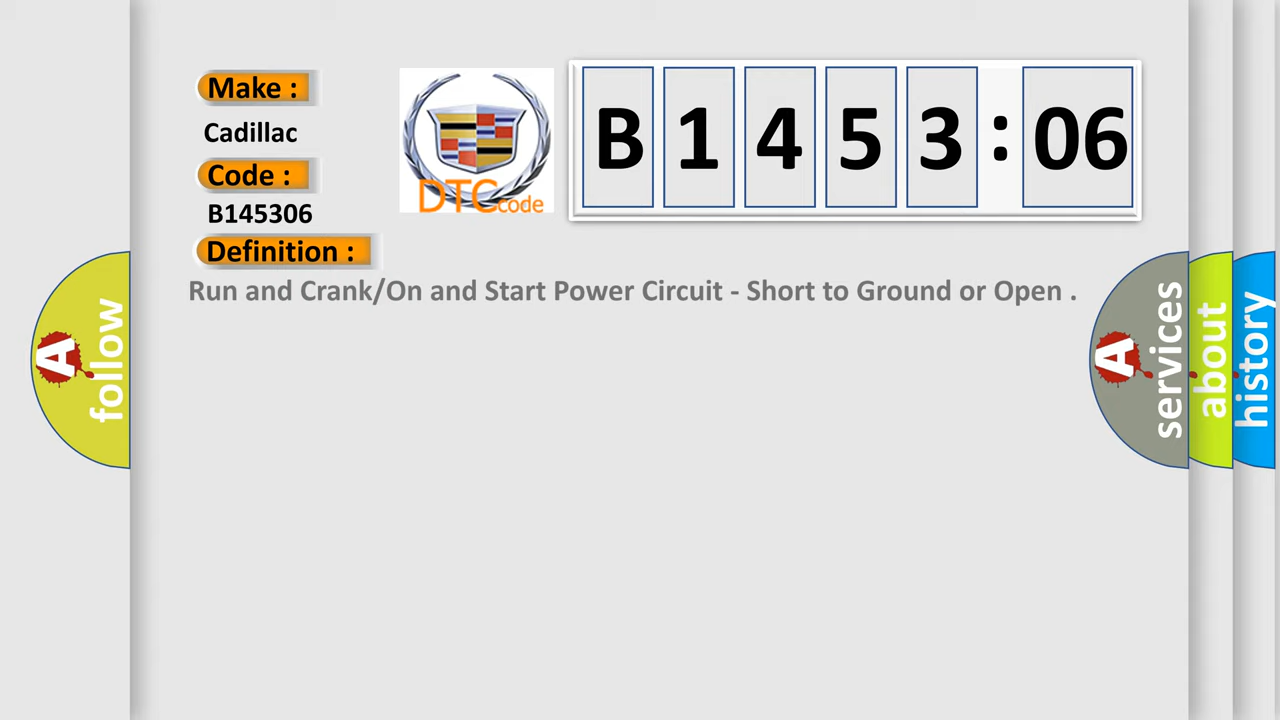 Make :
Cadillac
Code :
B145306
Definition :
Run and Crank/On and Start Power Circuit - Short to Ground or Open .
DTC code
B 1 4 5 3 : 06
A follow
A services
about
history